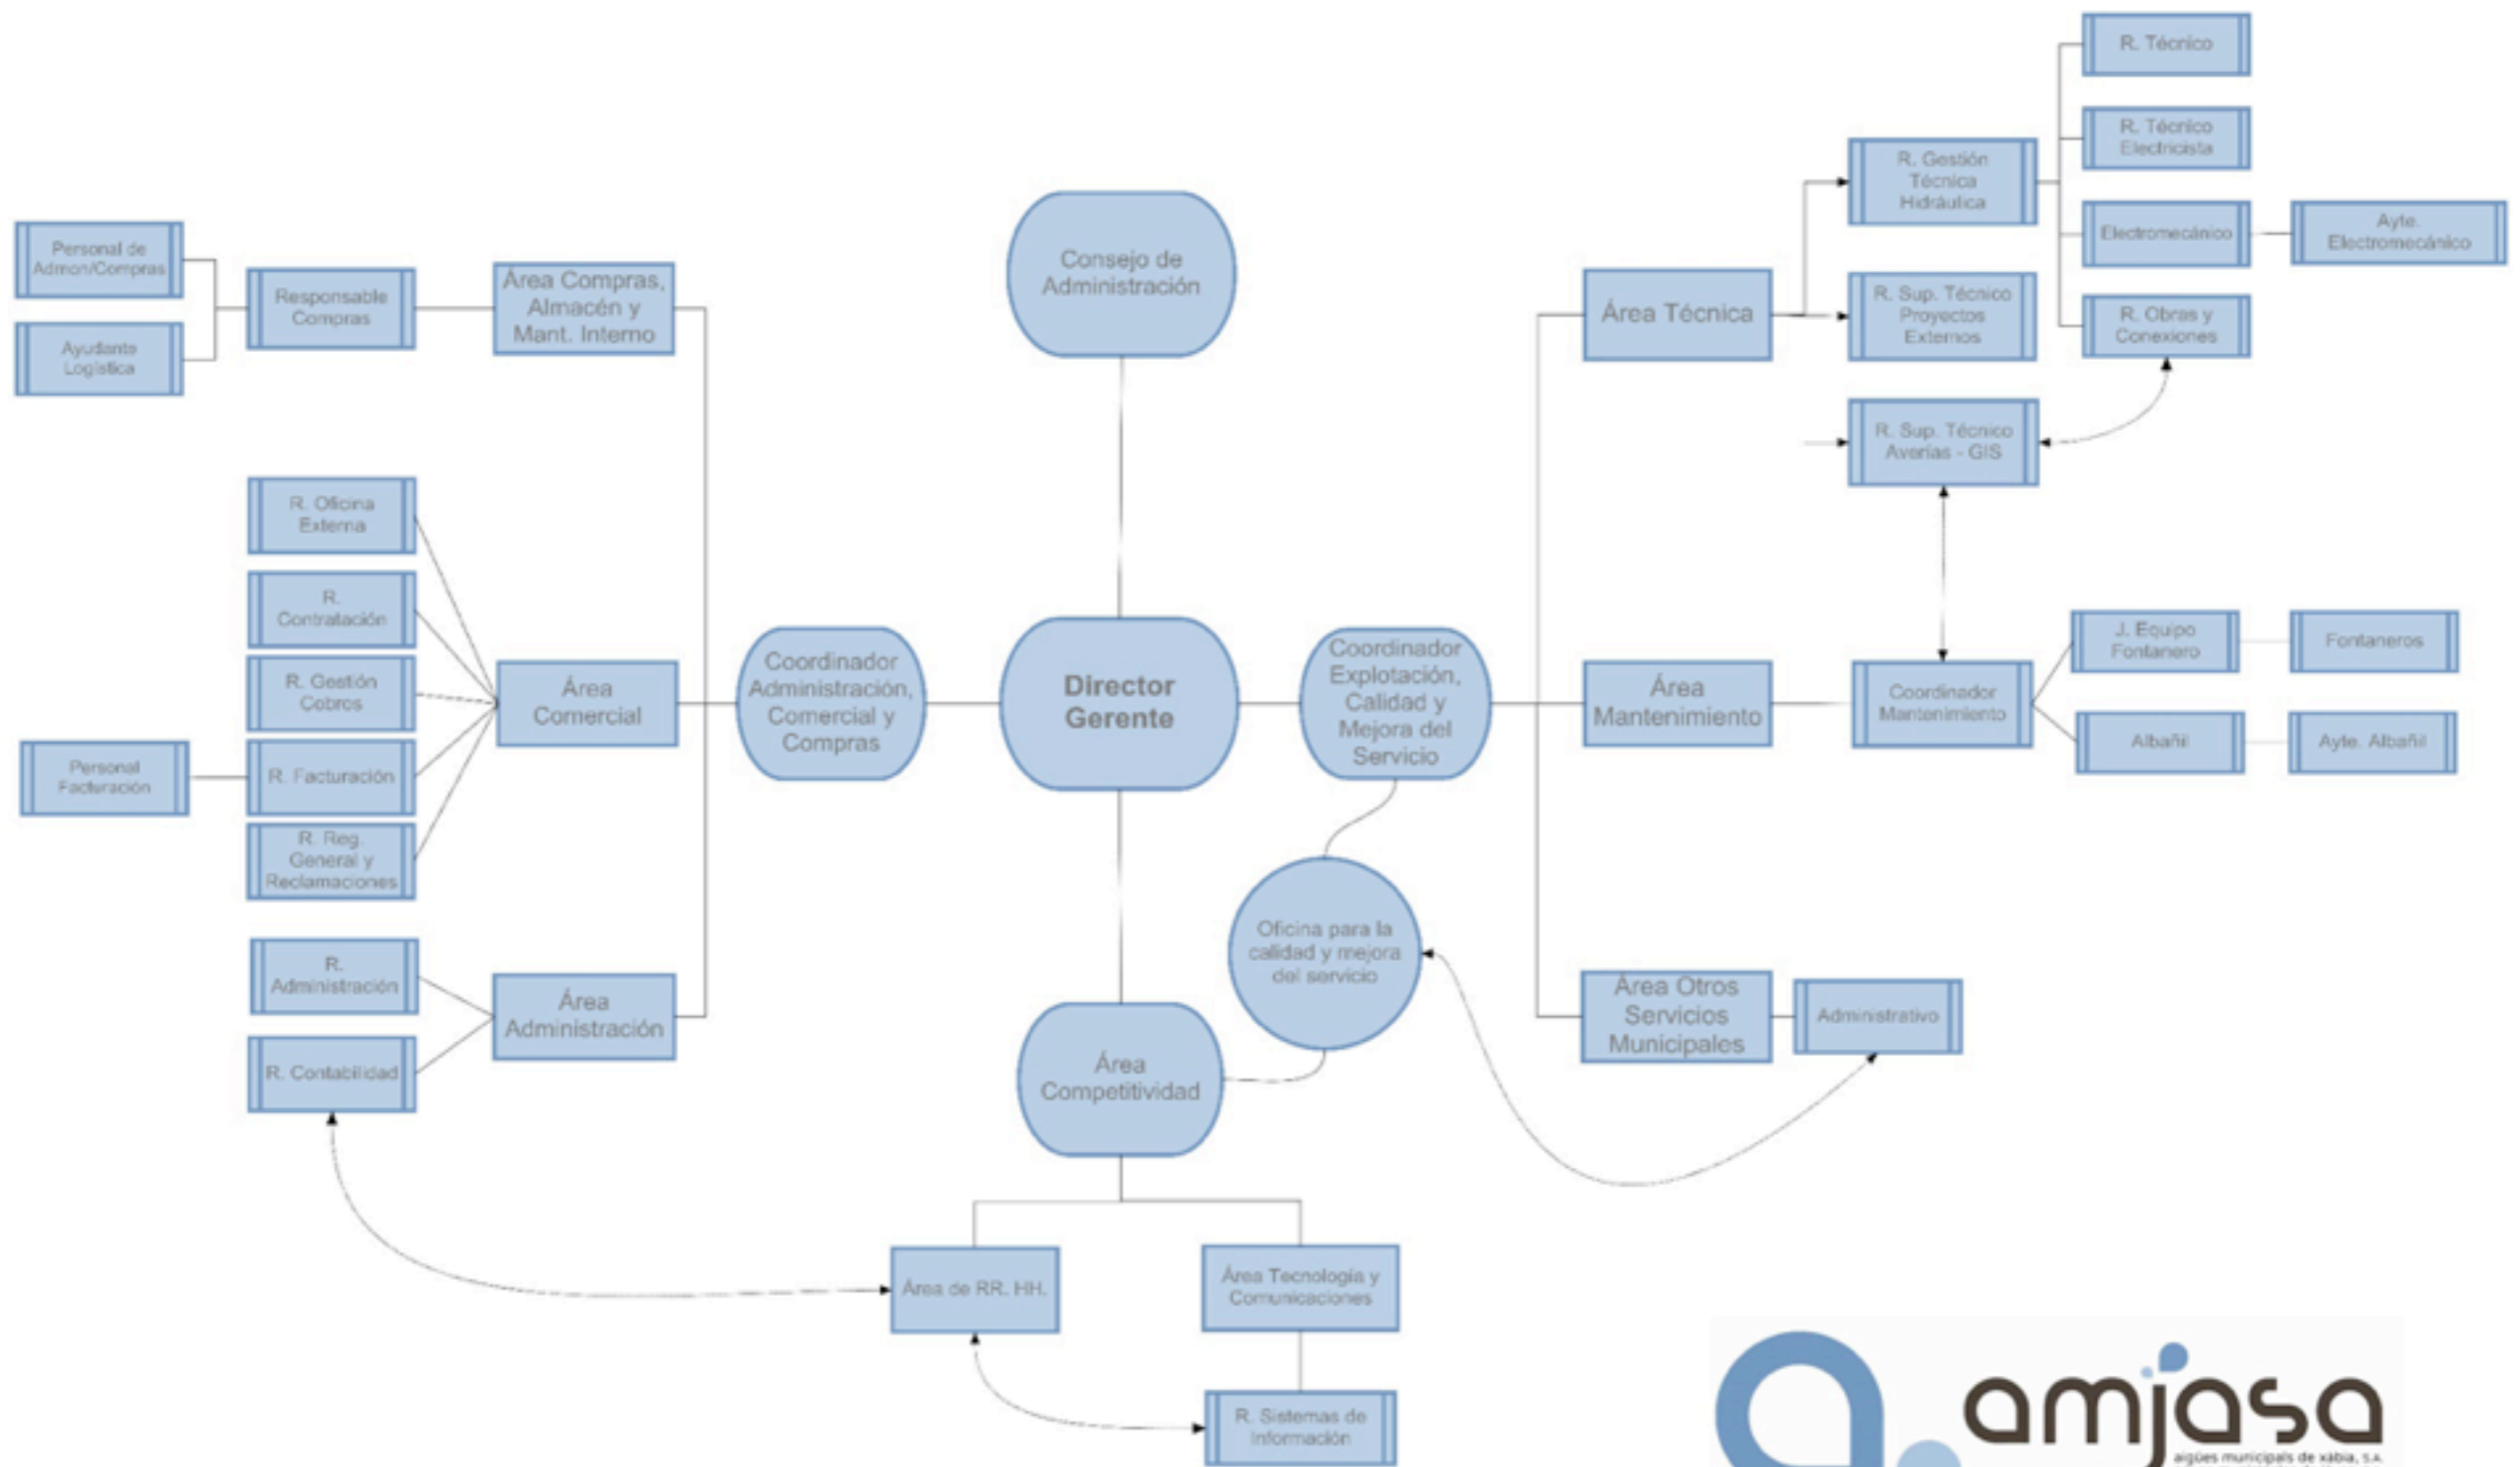 R. Técnico
R. Técnico
Electricista
R. Gestión
Técnica
Hidráulica
Electromecánico
Ayte.
Electromecánico
Consejo de
Administración
Personal de
Admon/Compras
Responsable
Compras
Área Compras,
Almacén y
Mant. Interno
Ayudante
Logística
Área Técnica
R. Sup. Técnico
Proyectos
Externos
R. Obras y
Conexiones
R. Sup. Técnico
Averías - GIS
R. Oficina
Externa
R.
Contratación
R. Gestión
Cobros
Personal
Facturación
R. Facturación
R. Reg.
General y
Reclamaciones
Área
Comercial
Coordinador
Administración,
Comercial y
Compras
Director
Gerente
Coordinador
Explotación,
Calidad y
Mejora del
Servicio
Área
Mantenimiento
Coordinador
Mantenimiento
J. Equipo
Fontanero
Fontaneros
Albañil
Ayte. Albañil
R.
Administración
R. Contabilidad
Área
Administración
Oficina para la
calidad y mejora
del servicio
Área
Competitividad
Área Otros
Servicios
Municipales
Administrativo
Área de RR. HH.
Área Tecnología y
Comunicaciones
R. Sistemas de
Información
amjasa
aigües municipals de xàbia, s.a.